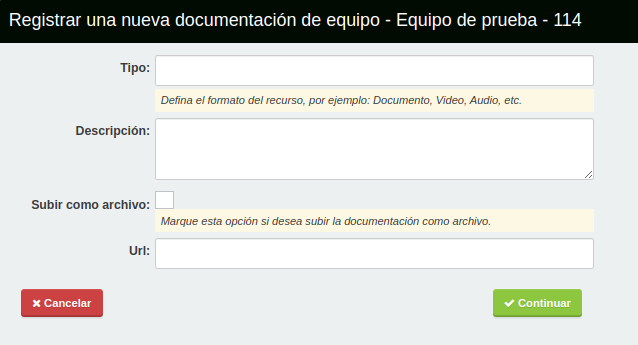 Registrar una nueva documentación de equipo - Equipo de prueba - 114
Tipo:
Defina el formato del recurso, por ejemplo: Documento, Video, Audio, etc.
Descripción:
Subir como archivo:
Marque esta opción si desea subir la documentación como archivo.
Url:
Cancelar
Continuar